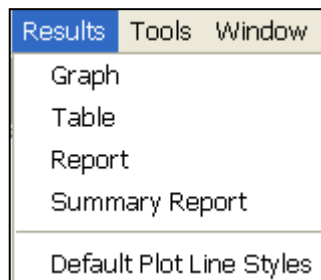 Results Tools Window
Graph
Table
Report
Summary Report
Default Plot Line Styles